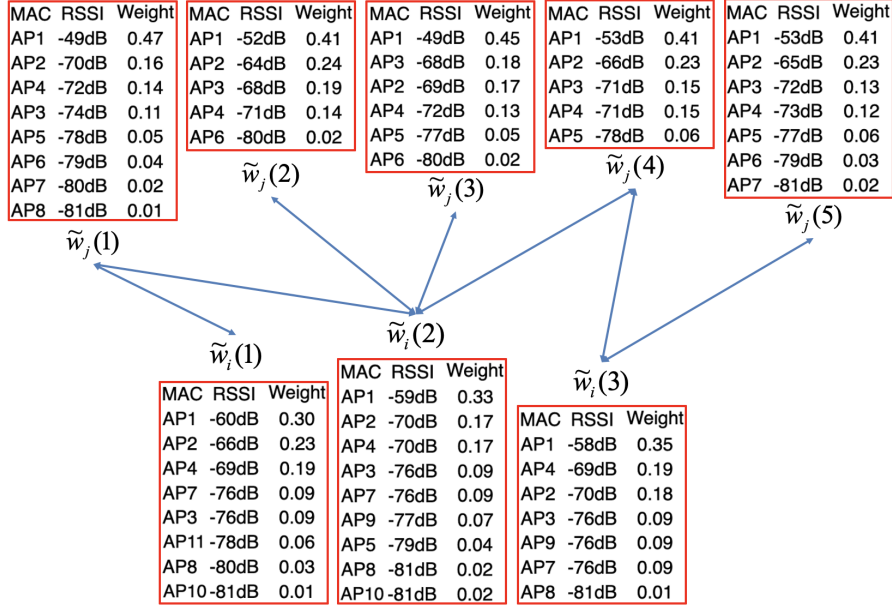 MAC RSSI Weight
AP1 -49dB 0.47
AP2 -70dB 0.16
AP4 -72dB 0.14
AP3 -74dB 0.11
AP5 -78dB 0.05
AP6 -79dB 0.04
AP7 -80dB 0.02
AP8 -81dB 0.01
w̃ⱼ(1)
MAC RSSI Weight
AP1 -52dB 0.41
AP2 -64dB 0.24
AP3 -68dB 0.19
AP4 -71dB 0.14
AP6 -80dB 0.02
w̃ⱼ(2)
MAC RSSI Weight
AP1 -49dB 0.45
AP3 -68dB 0.18
AP2 -69dB 0.17
AP4 -72dB 0.13
AP5 -77dB 0.05
AP6 -80dB 0.02
w̃ⱼ(3)
MAC RSSI Weight
AP1 -53dB 0.41
AP2 -66dB 0.23
AP3 -71dB 0.15
AP4 -71dB 0.15
AP5 -78dB 0.06
w̃ⱼ(4)
MAC RSSI Weight
AP1 -53dB 0.41
AP2 -65dB 0.23
AP3 -72dB 0.13
AP4 -73dB 0.12
AP5 -77dB 0.06
AP6 -79dB 0.03
AP7 -81dB 0.02
w̃ⱼ(5)
w̃ᵢ(1)
MAC RSSI Weight
AP1 -60dB 0.30
AP2 -66dB 0.23
AP4 -69dB 0.19
AP7 -76dB 0.09
AP3 -76dB 0.09
AP11 -78dB 0.06
AP8 -80dB 0.03
AP10 -81dB 0.01
w̃ᵢ(2)
MAC RSSI Weight
AP1 -59dB 0.33
AP2 -70dB 0.17
AP4 -70dB 0.17
AP3 -76dB 0.09
AP7 -76dB 0.09
AP9 -77dB 0.07
AP5 -79dB 0.04
AP8 -81dB 0.02
AP10 -81dB 0.02
w̃ᵢ(3)
MAC RSSI Weight
AP1 -58dB 0.35
AP4 -69dB 0.19
AP2 -70dB 0.18
AP3 -76dB 0.09
AP9 -76dB 0.09
AP7 -76dB 0.09
AP8 -81dB 0.01